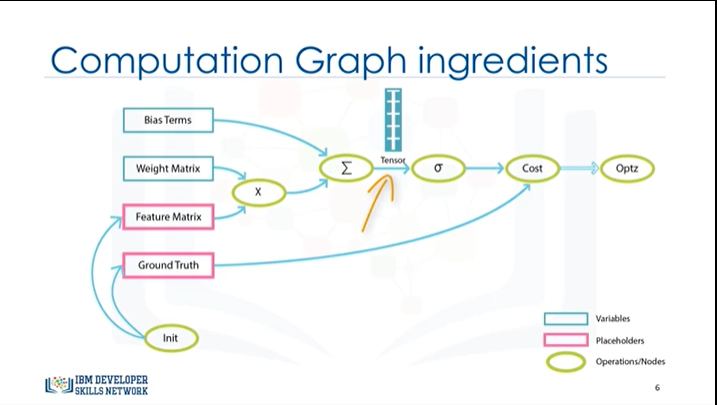 Computation Graph ingredients
Bias Terms
Weight Matrix
Feature Matrix
Ground Truth
Init
X
Σ
Tensor
σ
Cost
Optz
Variables
Placeholders
Operations/Nodes
IBM DEVELOPER
SKILLS NETWORK
6